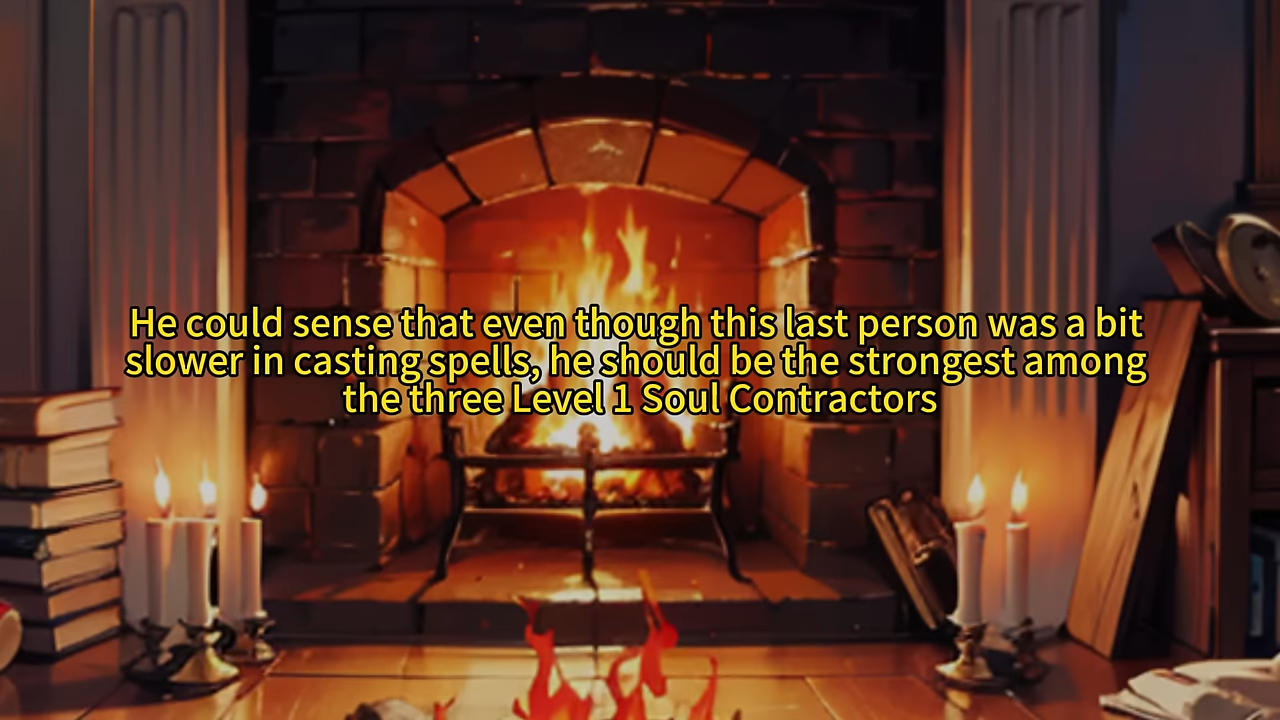 He could sense that even though this last person was a bit
slower in casting spells, he should be the strongest among
the three Level 1 Soul Contractors